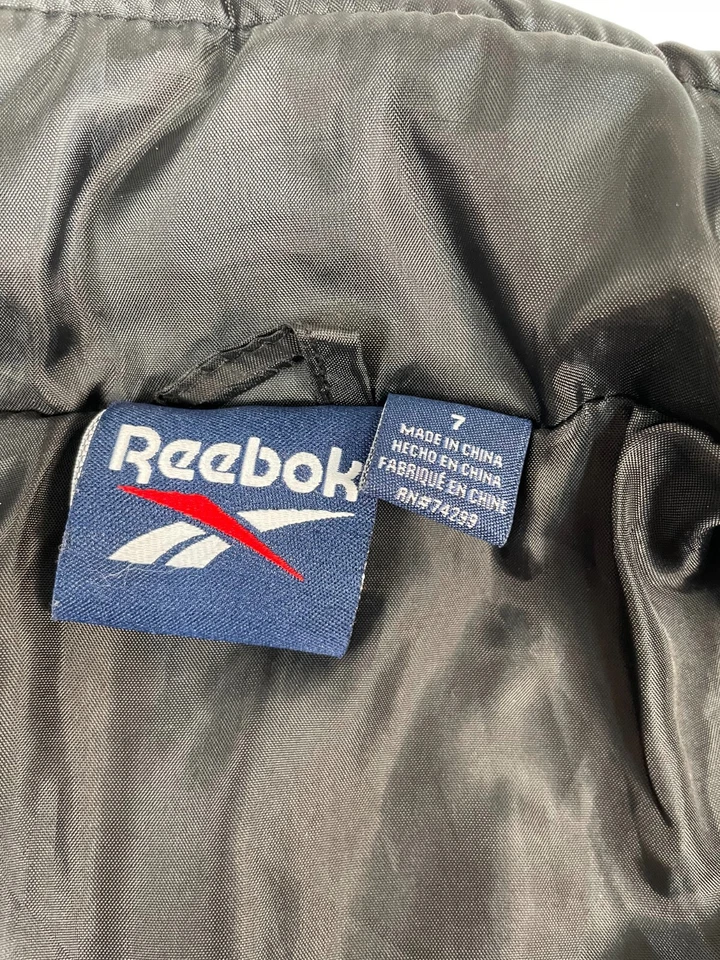 Reebok
7
MADE IN CHINA
HECHO EN CHINA
FABRIQUÉ EN CHINE
RN#74299